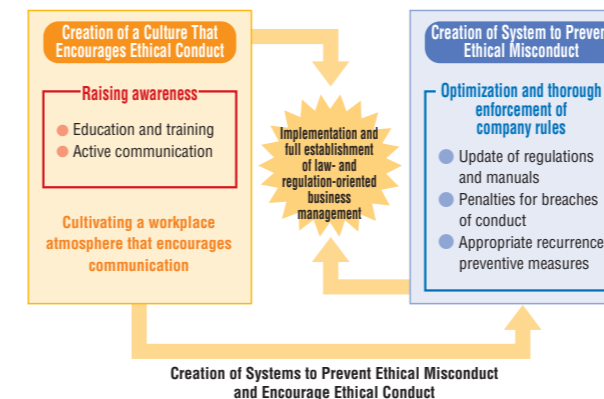 Creation of a Culture That
Encourages Ethical Conduct
Raising awareness
Education and training
Active communication
Cultivating a workplace
atmosphere that encourages
communication
Implementation and
full establishment
of law- and
regulation-oriented
business
management
Creation of System to Preven
Ethical Misconduct
Optimization and thorough
enforcement of
company rules
Update of regulations
and manuals
Penalties for breaches
of conduct
Appropriate recurrence
preventive measures
Creation of Systems to Prevent Ethical Misconduct
and Encourage Ethical Conduct